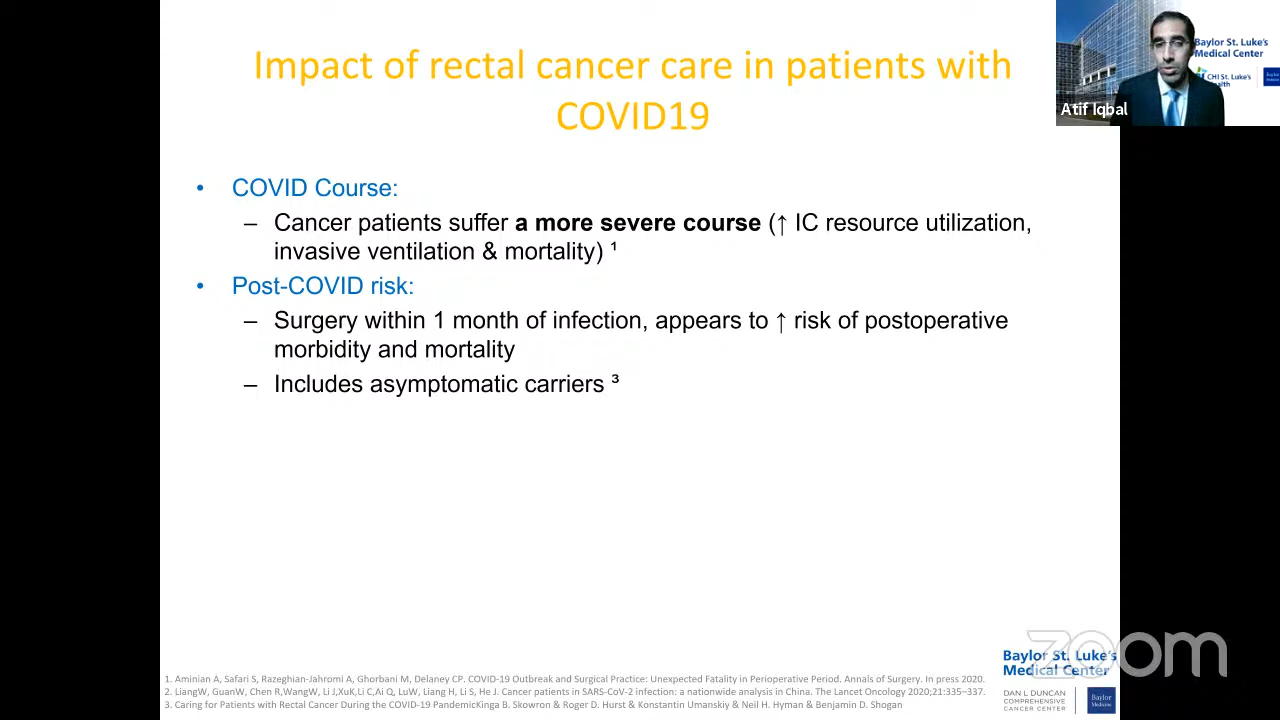 Impact of rectal cancer care in patients with
COVID19
Baylor St. Luke's
Medical Center
CHI St. Luke's
Health
Baylor
Atif Iqbal
• COVID Course:
– Cancer patients suffer a more severe course (↑ IC resource utilization,
invasive ventilation & mortality) ¹
• Post-COVID risk:
– Surgery within 1 month of infection, appears to ↑ risk of postoperative
morbidity and mortality
– Includes asymptomatic carriers ³
zoom
Baylor St. Luke's
Medical Center
DAN L DUNCAN
COMPREHENSIVE
CANCER CENTER
Baylor
Medicine
1. Aminian A, Safari S, Razeghian-Jahromi A, Ghorbani M, Delaney CP. COVID-19 Outbreak and Surgical Practice: Unexpected Fatality in Perioperative Period. Annals of Surgery. In press 2020.
2. LiangW, GuanW, Chen R,WangW, Li J,XuK,Li C,Ai Q, LuW, Liang H, Li S, He J. Cancer patients in SARS-CoV-2 infection: a nationwide analysis in China. The Lancet Oncology 2020;21:335–337.
3. Caring for Patients with Rectal Cancer During the COVID-19 PandemicKinga B. Skowron & Roger D. Hurst & Konstantin Umanskiy & Neil H. Hyman & Benjamin D. Shogan